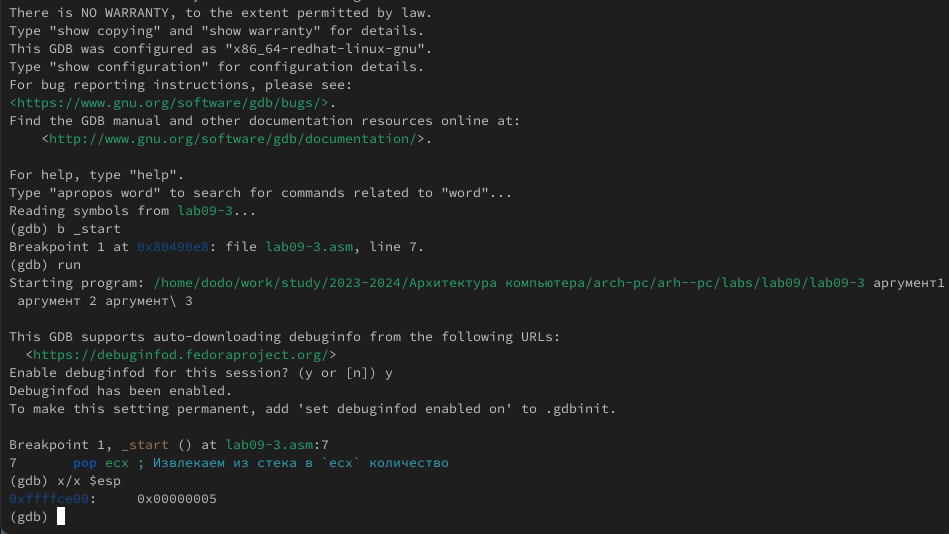 There is NO WARRANTY, to the extent permitted by law.
Type "show copying" and "show warranty" for details.
This GDB was configured as "x86_64-redhat-linux-gnu".
Type "show configuration" for configuration details.
For bug reporting instructions, please see:
<https://www.gnu.org/software/gdb/bugs/>.
Find the GDB manual and other documentation resources online at:
    <http://www.gnu.org/software/gdb/documentation/>.

For help, type "help".
Type "apropos word" to search for commands related to "word"...
Reading symbols from lab09-3...
(gdb) b _start
Breakpoint 1 at 0x80490e8: file lab09-3.asm, line 7.
(gdb) run
Starting program: /home/dodo/work/study/2023-2024/Архитектура компьютера/arch-pc/arh--pc/labs/lab09/lab09-3 аргумент1
 аргумент 2 аргумент\ 3

This GDB supports auto-downloading debuginfo from the following URLs:
  <https://debuginfod.fedoraproject.org/>
Enable debuginfod for this session? (y or [n]) y
Debuginfod has been enabled.
To make this setting permanent, add 'set debuginfod enabled on' to .gdbinit.

Breakpoint 1, _start () at lab09-3.asm:7
7       pop ecx ; Извлекаем из стека в `ecx` количество
(gdb) x/x $esp
0xffffce00:     0x00000005
(gdb)